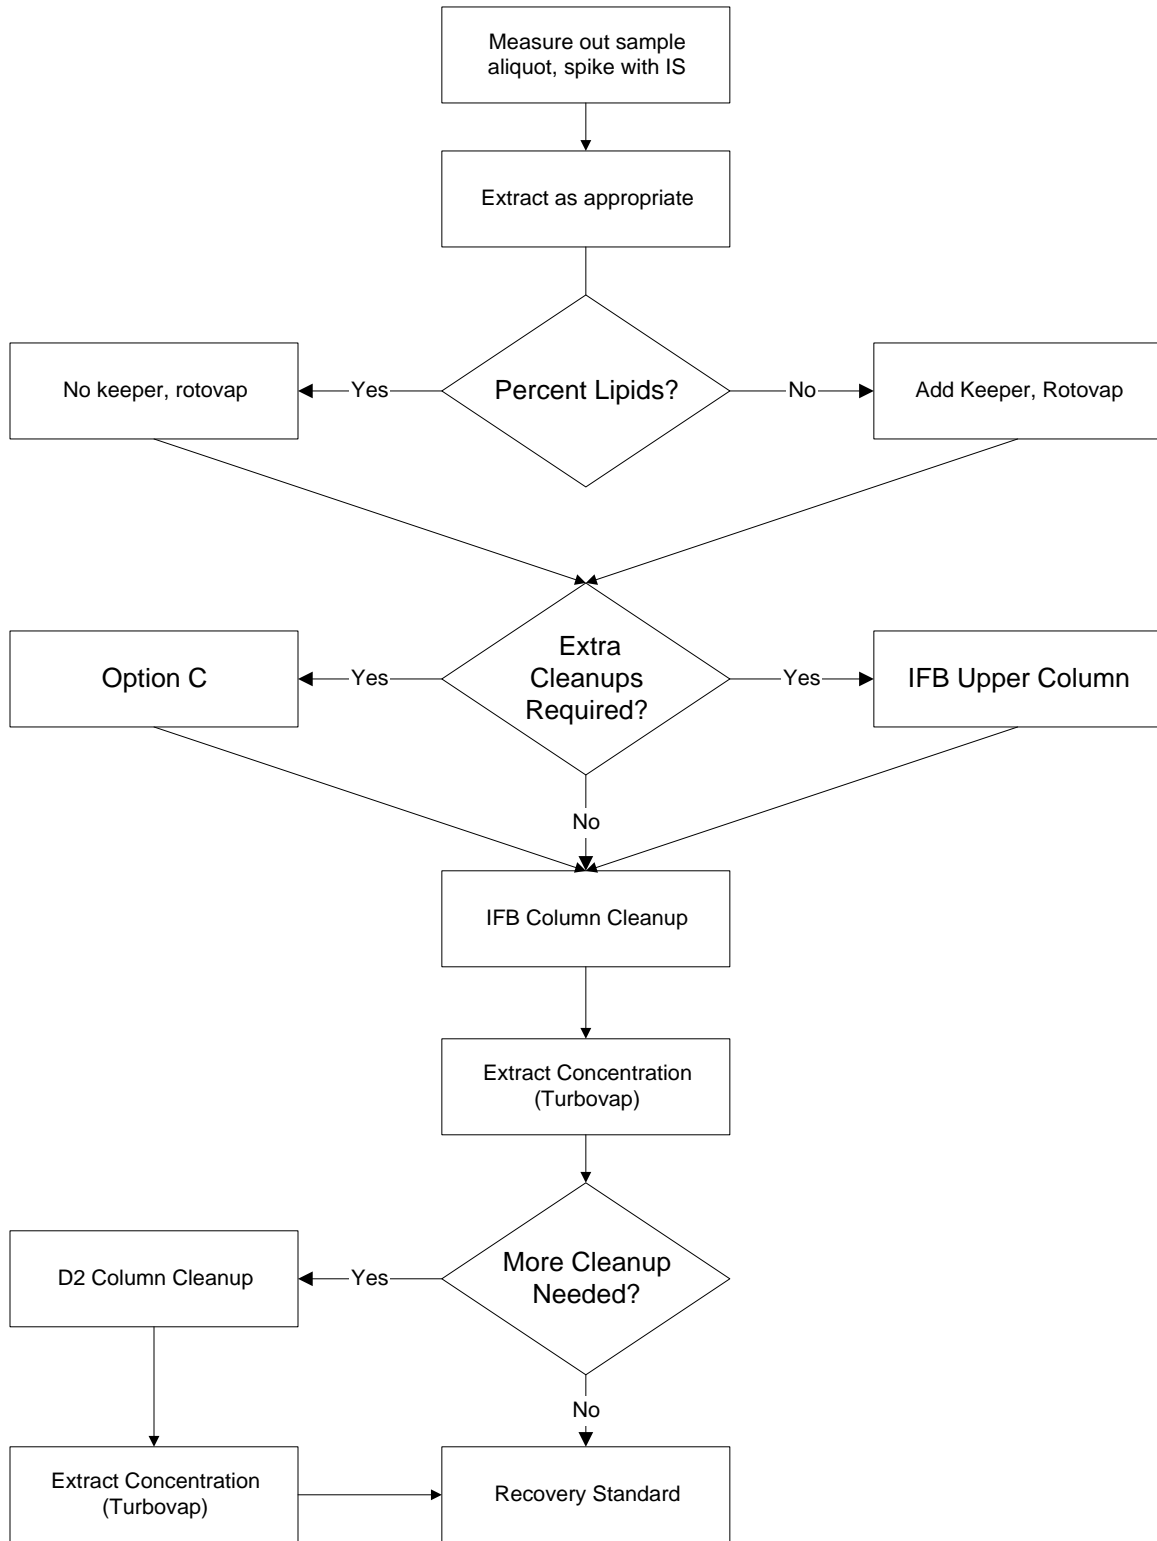 Measure out sample
aliquot, spike with IS
Extract as appropriate
No keeper, rotovap
Yes
Percent Lipids?
No
Add Keeper, Rotovap
Option C
Yes
Extra
Cleanups
Required?
Yes
IFB Upper Column
No
IFB Column Cleanup
Extract Concentration
(Turbovap)
D2 Column Cleanup
Yes
More Cleanup
Needed?
No
Extract Concentration
(Turbovap)
Recovery Standard